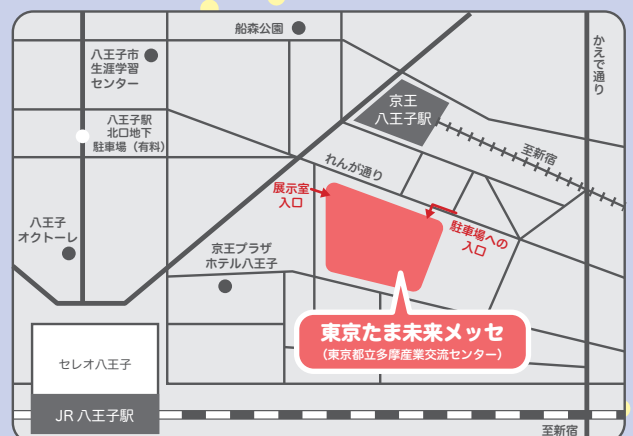 船森公園
かえで通り
八王子市
生涯学習
センター
京王
八王子駅
八王子駅
北口地下
駐車場（有料）
至新宿
れんが通り
展示室
入口
駐車場への
入口
八王子
オクトーレ
京王プラザ
ホテル八王子
東京たま未来メッセ
（東京都立多摩産業交流センター）
セレオ八王子
JR 八王子駅
至新宿